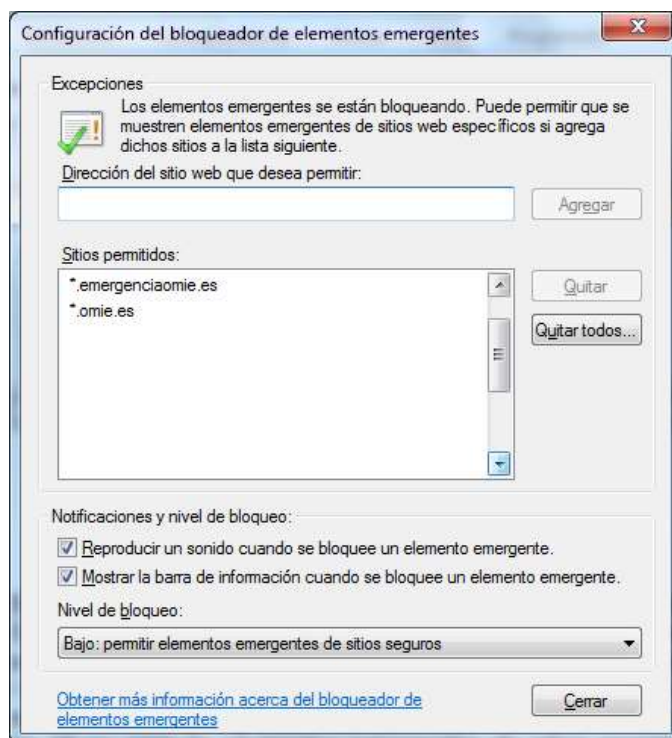 Configuración del bloqueador de elementos emergentes
Excepciones
Los elementos emergentes se están bloqueando. Puede permitir que se
muestren elementos emergentes de sitios web específicos si agrega
dichos sitios a la lista siguiente.
Dirección del sitio web que desea permitir:
Agregar
Sitios permitidos:
*.emergenciaomie.es
Quitar
*.omie.es
Quitar todos...
Notificaciones y nivel de bloqueo:
Reproducir un sonido cuando se bloquee un elemento emergente.
Mostrar la barra de información cuando se bloquee un elemento emergente.
Nivel de bloqueo:
Bajo: permitir elementos emergentes de sitios seguros
Obtener más información acerca del bloqueador de
elementos emergentes
Cerrar